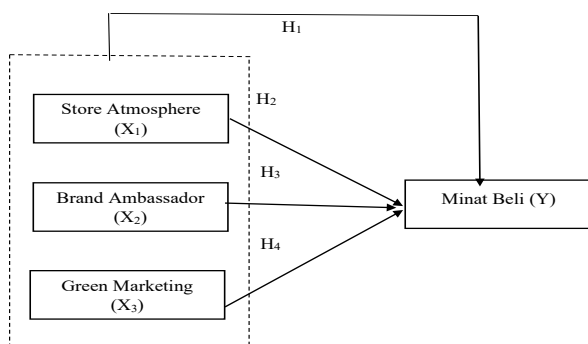 H₁
H₂
Store Atmosphere
(X₁)
H₃
Brand Ambassador
(X₂)
Minat Beli (Y)
H₄
Green Marketing
(X₃)